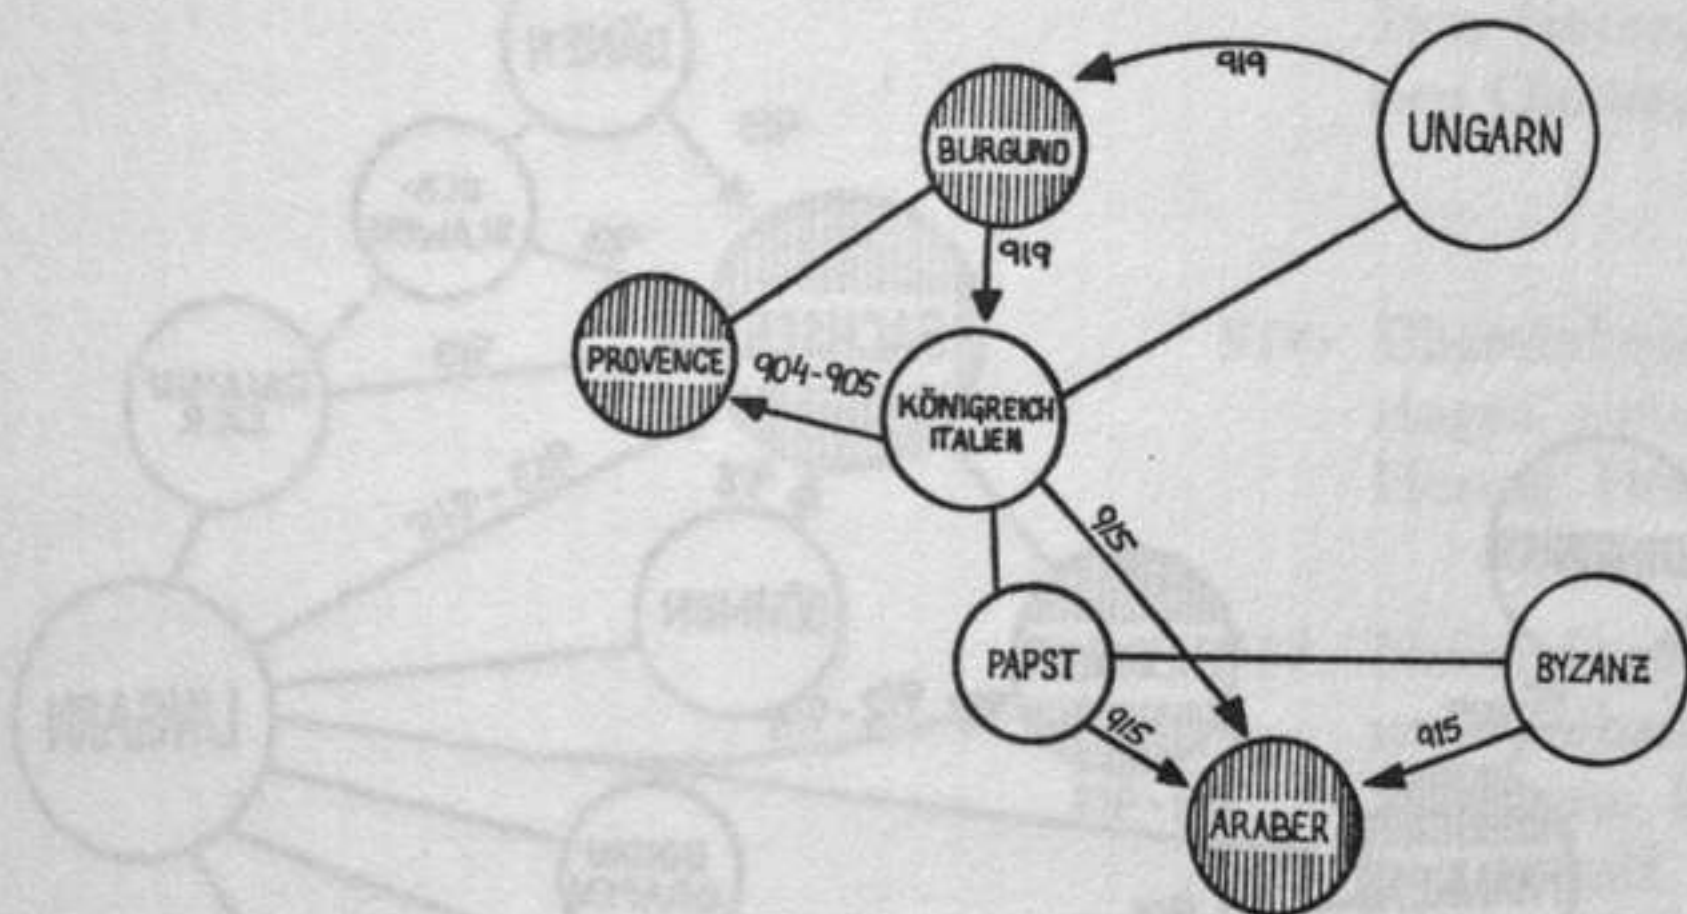 919
UNGARN
BURGUND
919
PROVENCE
904-905
KÖNIGREICH
ITALIEN
915
PAPST
BYZANZ
915
915
ARABER